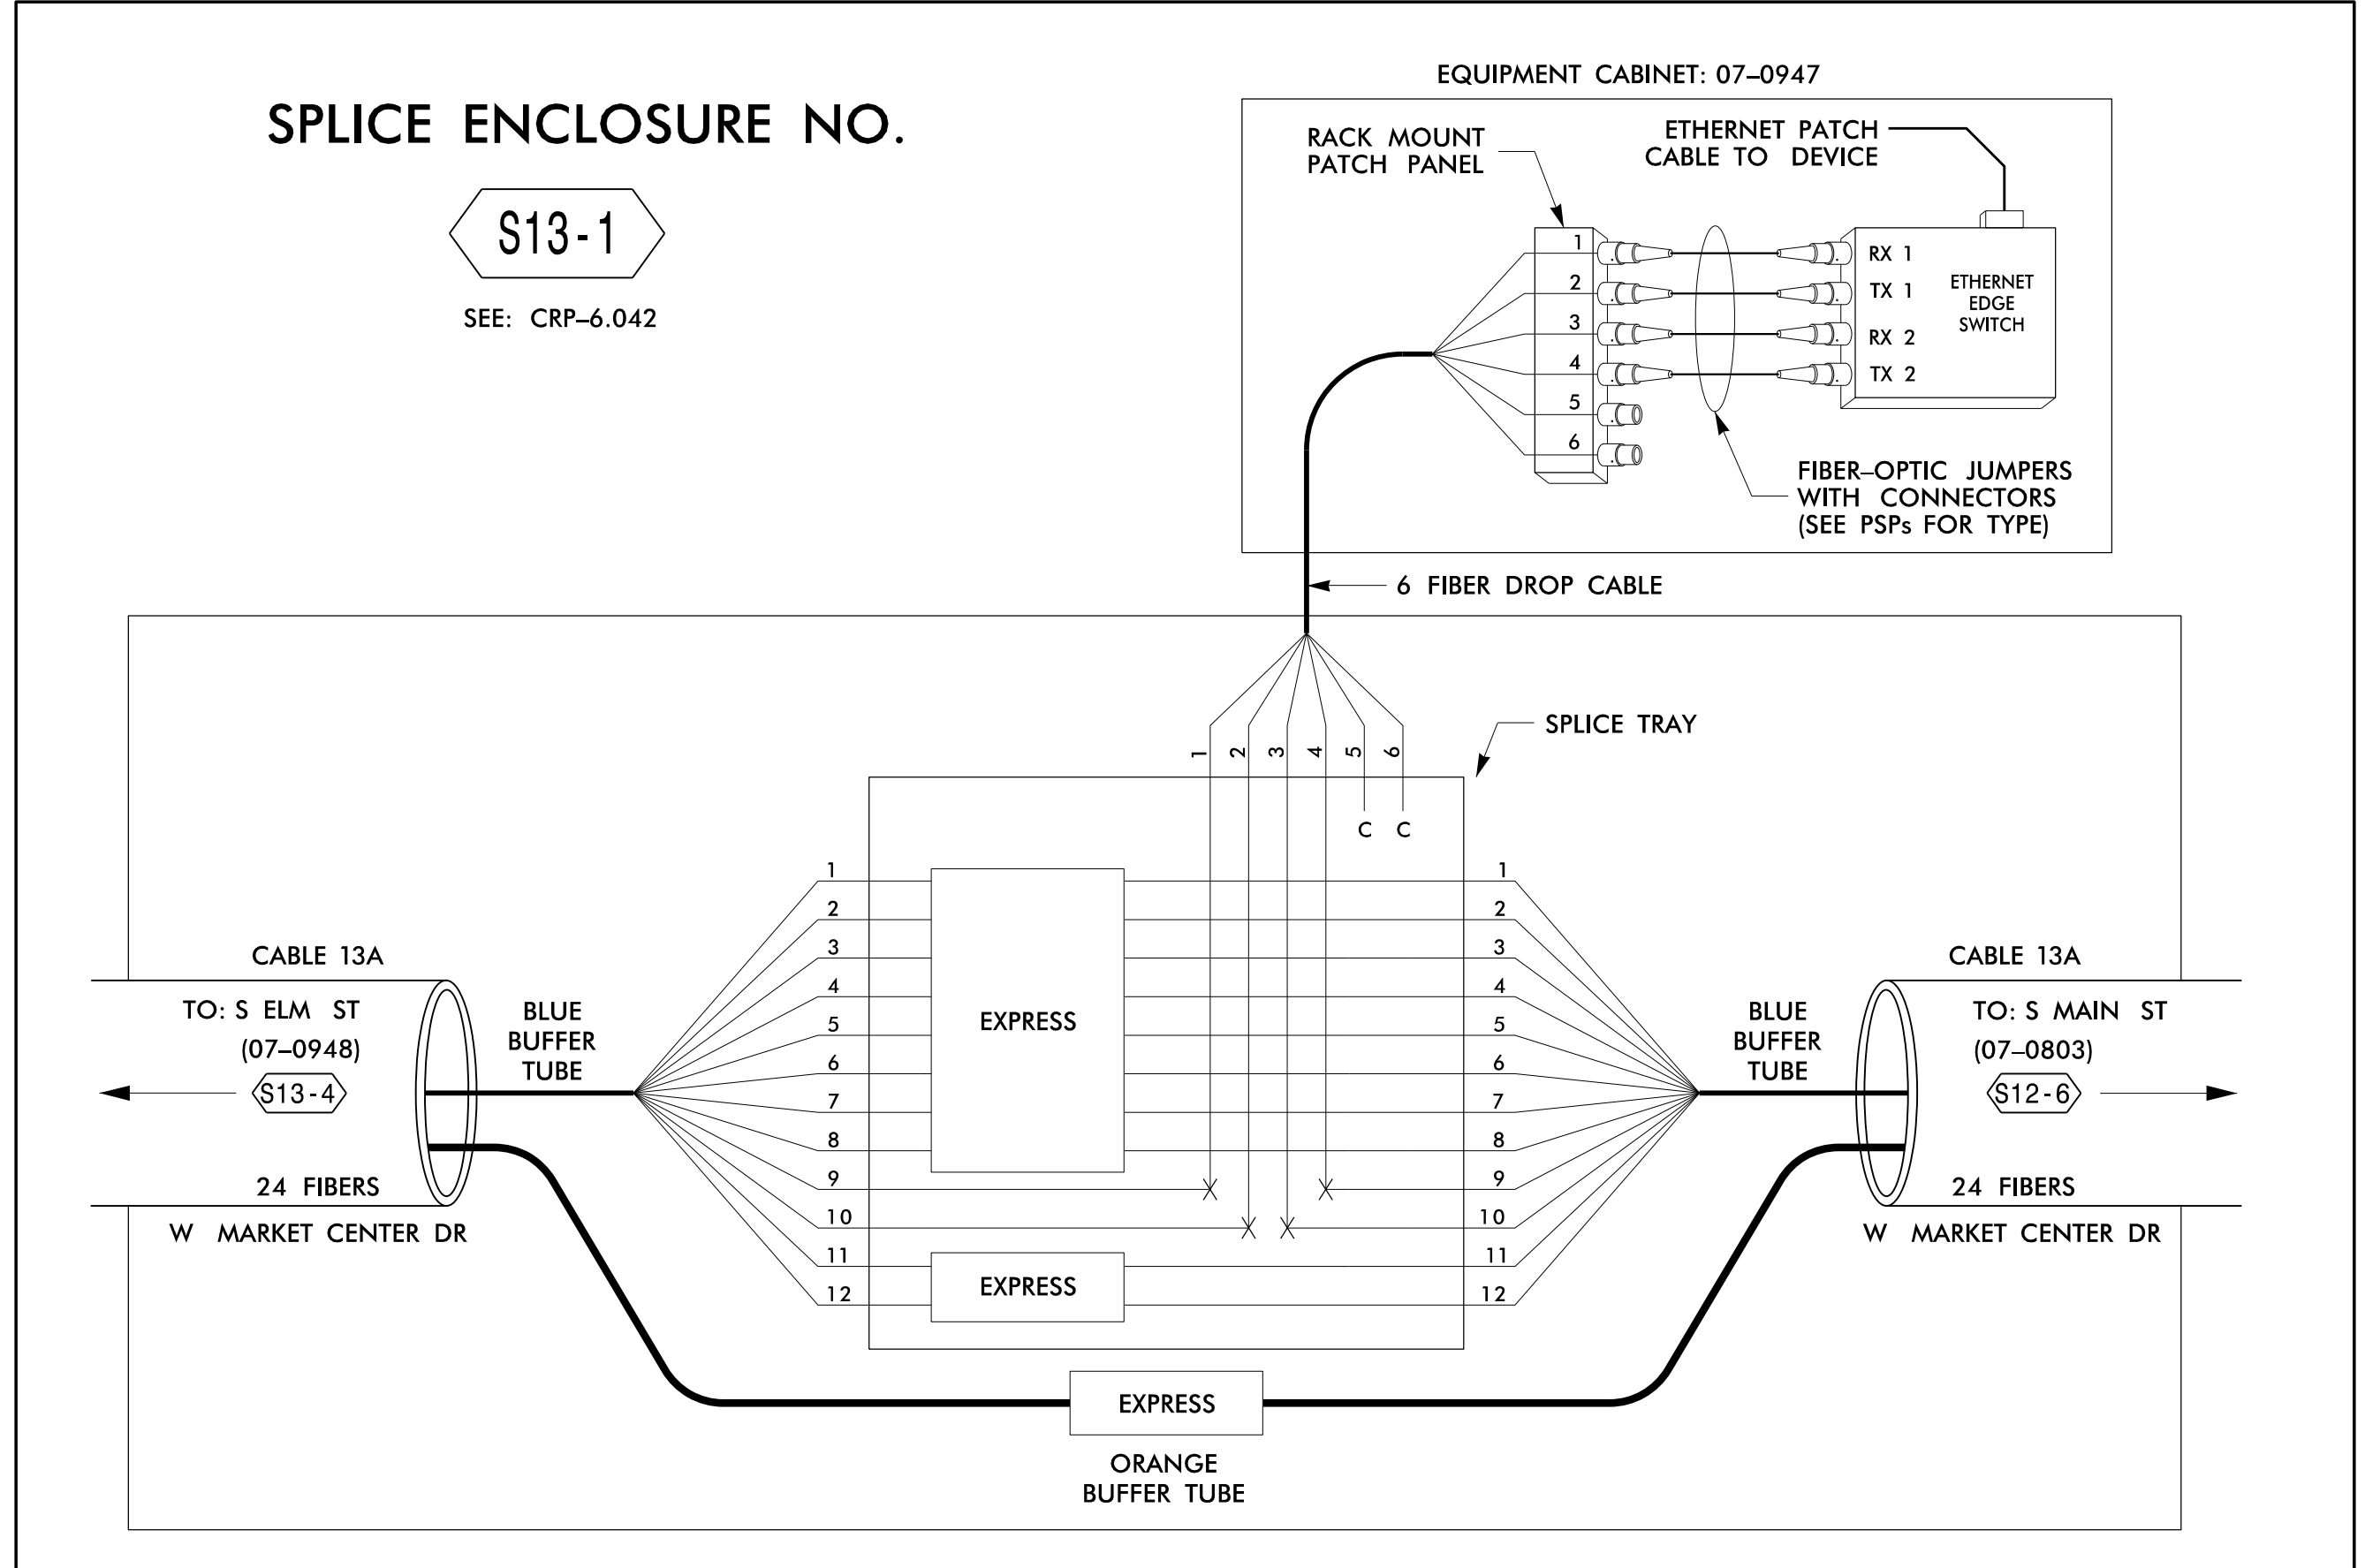 SPLICE ENCLOSURE NO.
S13-1
SEE: CRP–6.042
EQUIPMENT CABINET: 07–0947
RACK MOUNT
PATCH PANEL
ETHERNET PATCH
CABLE TO DEVICE
1
2
3
4
5
6
RX 1
TX 1
RX 2
TX 2
ETHERNET
EDGE
SWITCH
FIBER–OPTIC JUMPERS
WITH CONNECTORS
(SEE PSPs FOR TYPE)
6 FIBER DROP CABLE
SPLICE TRAY
1
2
3
4
5
6
C C
1
2
3
4
5
6
7
8
9
10
11
12
EXPRESS
EXPRESS
1
2
3
4
5
6
7
8
9
10
11
12
CABLE 13A
TO: S ELM ST
(07–0948)
S13-4
24 FIBERS
W MARKET CENTER DR
BLUE
BUFFER
TUBE
BLUE
BUFFER
TUBE
CABLE 13A
TO: S MAIN ST
(07–0803)
S12-6
24 FIBERS
W MARKET CENTER DR
EXPRESS
ORANGE
BUFFER TUBE